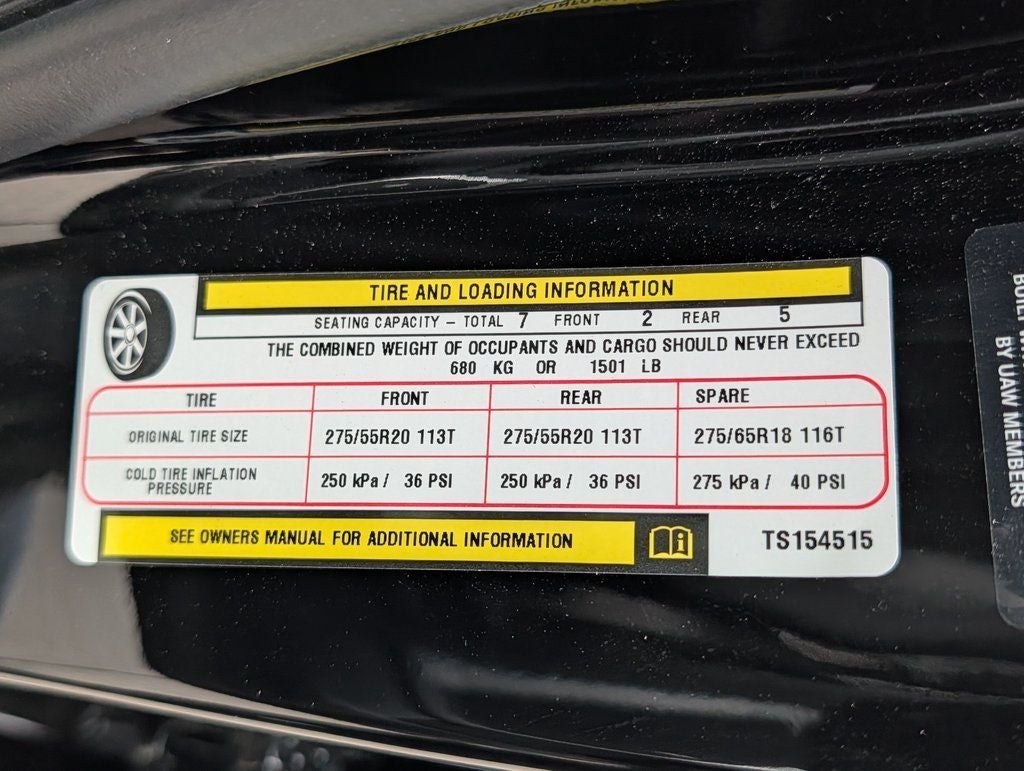 TIRE AND LOADING INFORMATION
SEATING CAPACITY – TOTAL 7 FRONT 2 REAR 5
THE COMBINED WEIGHT OF OCCUPANTS AND CARGO SHOULD NEVER EXCEED
680 KG OR 1501 LB
TIRE FRONT REAR SPARE
ORIGINAL TIRE SIZE 275/55R20 113T 275/55R20 113T 275/65R18 116T
COLD TIRE INFLATION
PRESSURE 250 kPa / 36 PSI 250 kPa / 36 PSI 275 kPa / 40 PSI
SEE OWNERS MANUAL FOR ADDITIONAL INFORMATION
TS154515
BY UAW MEMBERS